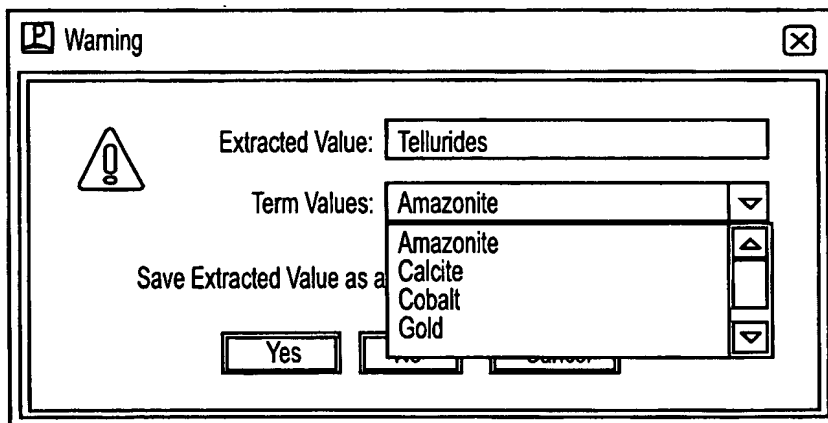 P Warning
Extracted Value: Tellurides
Term Values: Amazonite
Amazonite
Calcite
Save Extracted Value as a
Cobalt
Gold
Yes